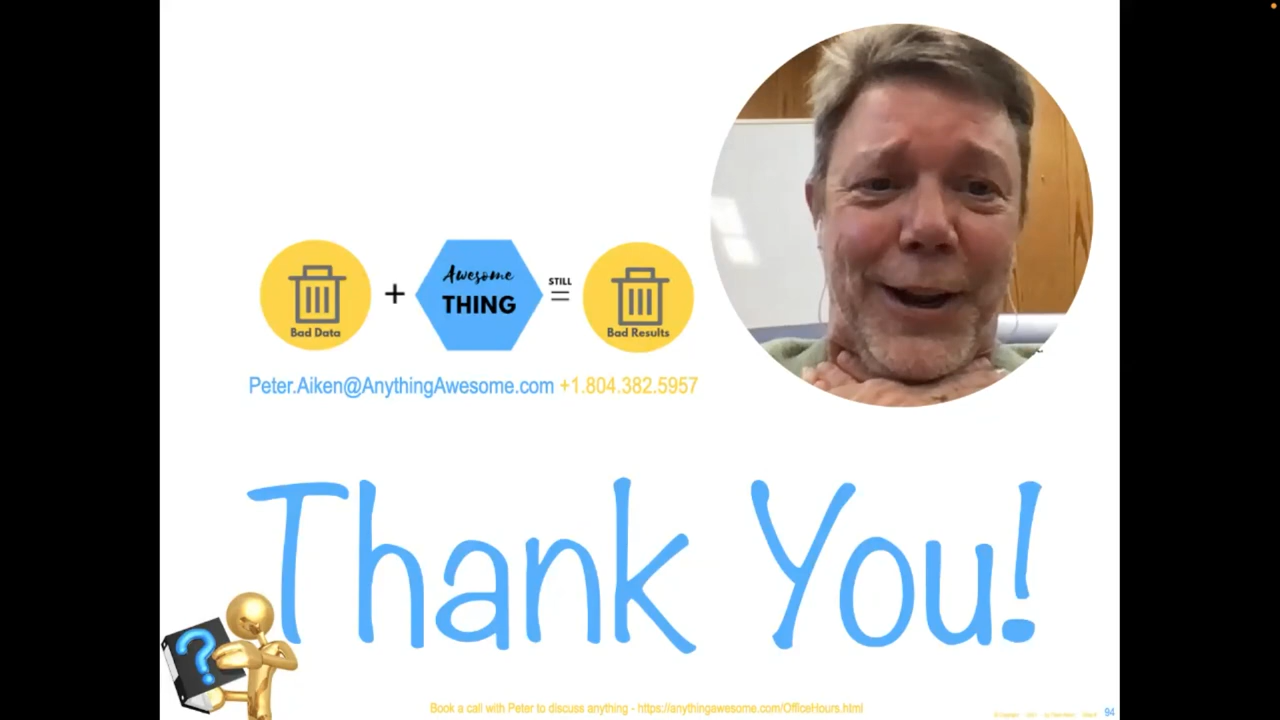 Awesome
THING
+
STILL
=
Bad Data
Bad Results
Peter.Aiken@AnythingAwesome.com +1.804.382.5957
Thank You!
?
Book a call with Peter to discuss anything - https://anythingawesome.com/OfficeHours.html
94